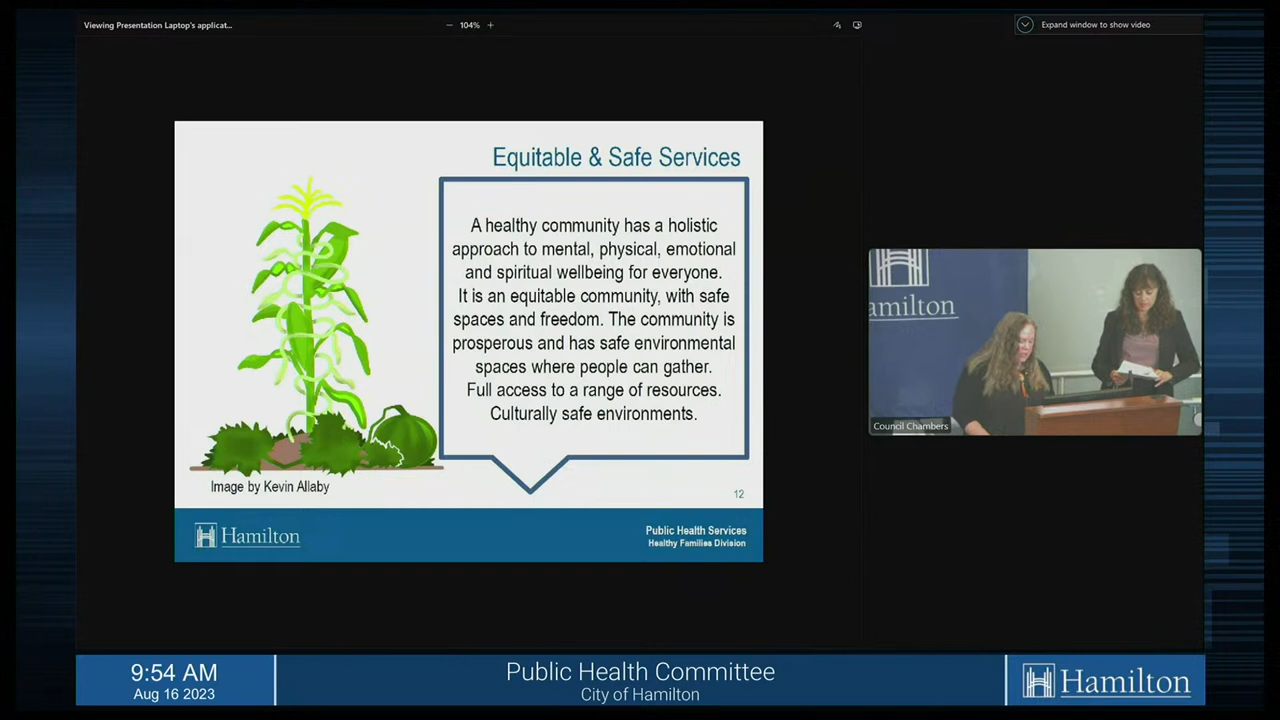 Viewing Presentation Laptop's applicat...
104%
Expand window to show video
Equitable & Safe Services
A healthy community has a holistic
approach to mental, physical, emotional
and spiritual wellbeing for everyone.
It is an equitable community, with safe
spaces and freedom. The community is
prosperous and has safe environmental
spaces where people can gather.
Full access to a range of resources.
Culturally safe environments.
Image by Kevin Allaby
12
Hamilton
Public Health Services
Healthy Families Division
amilton
Council Chambers
9:54 AM
Aug 16 2023
Public Health Committee
City of Hamilton
Hamilton